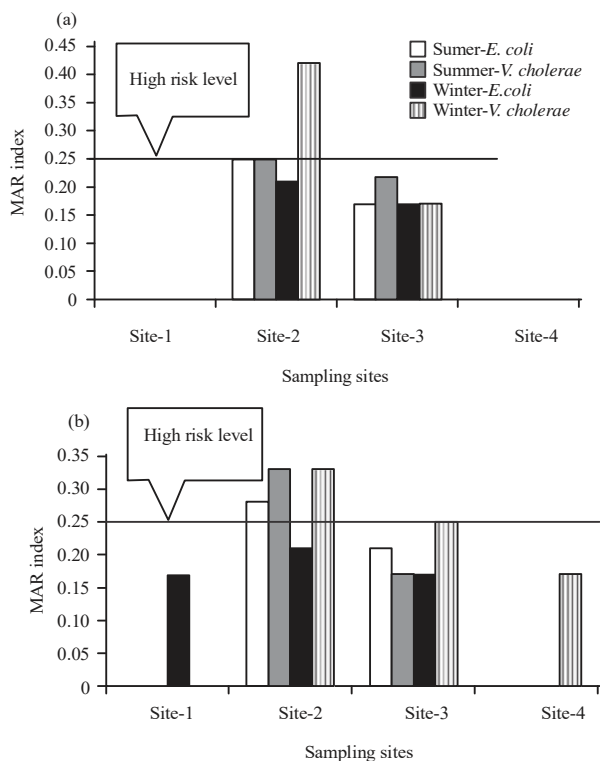 (a)
0.45
0.40
0.35
0.30
0.25
0.20
0.15
0.10
0.05
0
MAR index
High risk level
Sumer-E. coli
Summer-V. cholerae
Winter-E.coli
Winter-V. cholerae
Site-1 Site-2 Site-3 Site-4
Sampling sites
(b)
0.35
0.30
0.25
0.20
0.15
0.10
0.05
0
MAR index
High risk level
Site-1 Site-2 Site-3 Site-4
Sampling sites